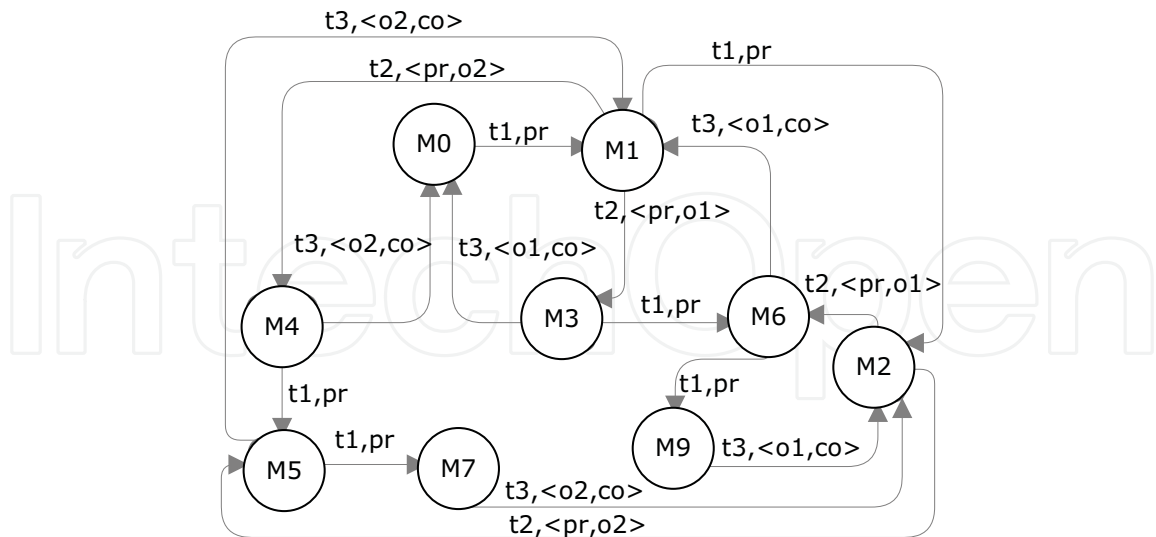 t3,<o2,co>
t1,pr
t2,<pr,o2>
M0
t1,pr
M1
t3,<o1,co>
t2,<pr,o1>
t3,<o2,co>
t3,<o1,co>
IntechOpen
t2,<pr,o1>
M4
M3
t1,pr
M6
M2
t1,pr
t1,pr
t1,pr
M9
t3,<o1,co>
M5
M7
t3,<o2,co>
t2,<pr,o2>